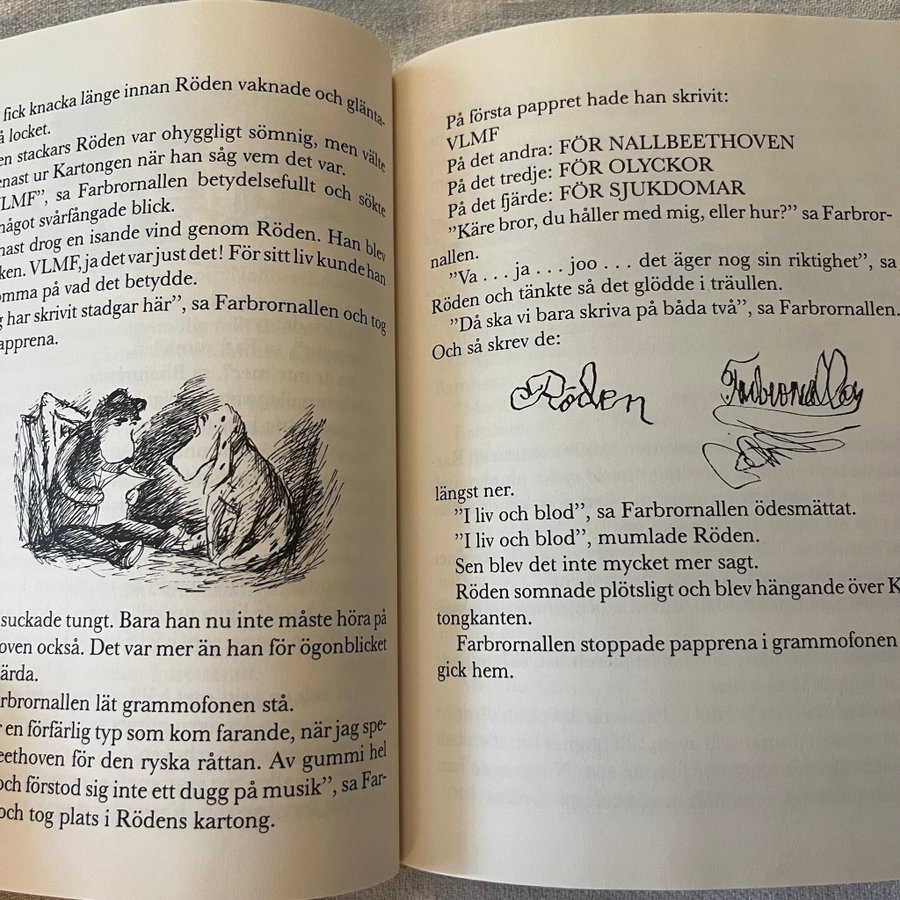 fick knacka länge innan Röden vaknade och glänta-
å locket.
en stackars Röden var ohyggligt sömnig, men välte
enast ur Kartongen när han såg vem det var.
VLMF”, sa Farbrornallen betydelsefullt och sökte
något svårfångade blick.
nast drog en isande vind genom Röden. Han blev
ken. VLMF, ja det var just det! För sitt liv kunde han
omma på vad det betydde.
g har skrivit stadgar här”, sa Farbrornallen och tog
apprena.
suckade tungt. Bara han nu inte måste höra på
oven också. Det var mer än han för ögonblicket
ärda.
rbrornallen lät grammofonen stå.
r en förfärlig typ som kom farande, när jag spe-
eethoven för den ryska råttan. Av gummi hel
och förstod sig inte ett dugg på musik”, sa Far-
och tog plats i Rödens kartong.
På första pappret hade han skrivit:
VLMF
På det andra: FÖR NALLBEETHOVEN
På det tredje: FÖR OLYCKOR
På det fjärde: FÖR SJUKDOMAR
”Käre bror, du håller med mig, eller hur?” sa Farbror-
nallen.
”Va . . . ja . . . joo . . . det äger nog sin riktighet”, sa
Röden och tänkte så det glödde i träullen.
”Då ska vi bara skriva på båda två”, sa Farbrornallen.
Och så skrev de:
Röden Farbrornallen
längst ner.
”I liv och blod”, sa Farbrornallen ödesmättat.
”I liv och blod”, mumlade Röden.
Sen blev det inte mycket mer sagt.
Röden somnade plötsligt och blev hängande över K
tongkanten.
Farbrornallen stoppade papprena i grammofonen
gick hem.